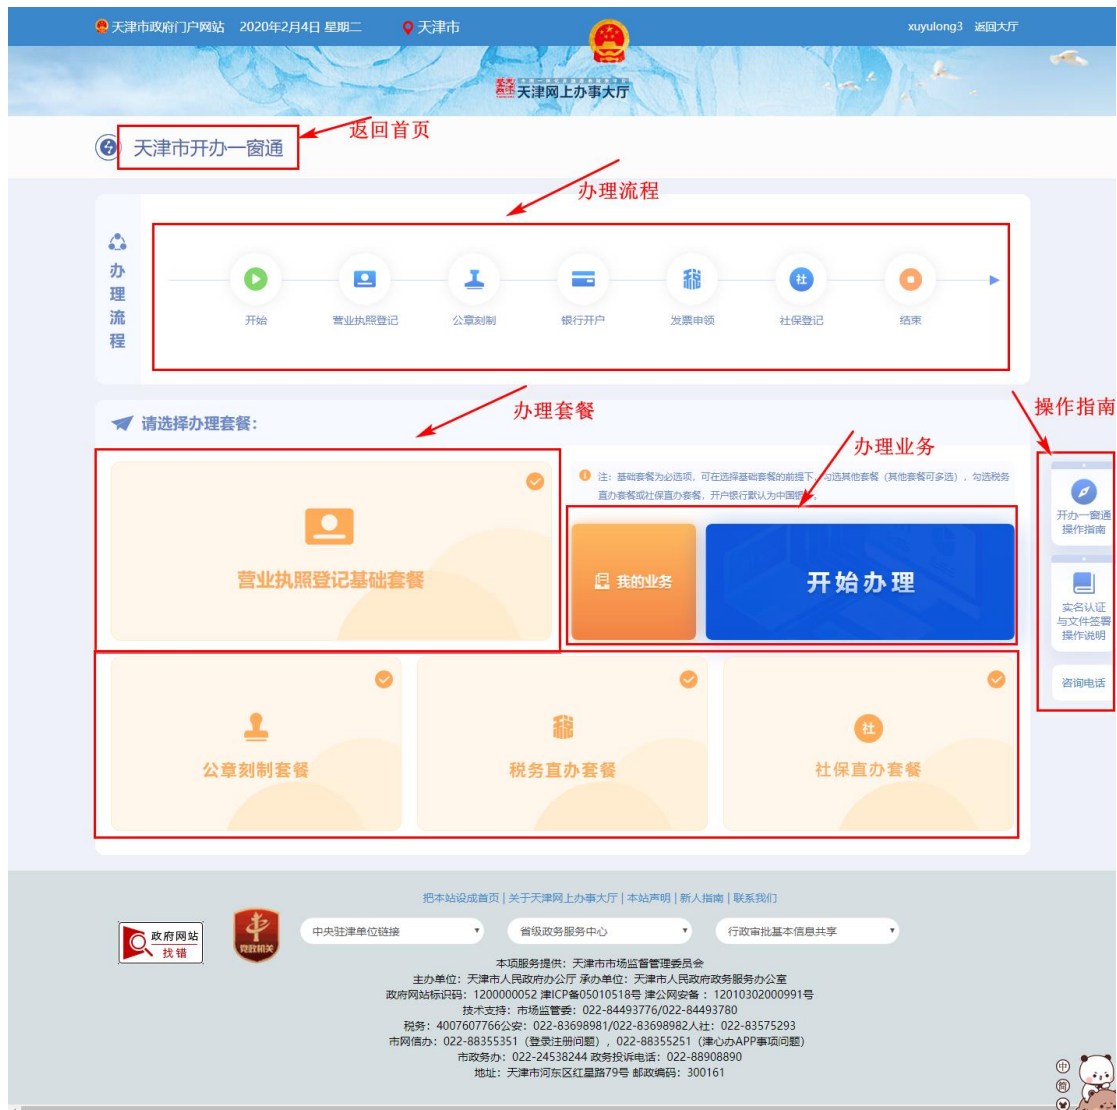 天津市政府门户网站 2020年2月4日 星期二 天津市 xuyulong3 返回大厅
天津网上办事大厅
返回首页
天津市开办一窗通
办理流程
办理流程
开始 营业执照登记 公章刻制 银行开户 发票申领 社保登记 结束
办理套餐
操作指南
请选择办理套餐：
办理业务
注：基础套餐为必选项，可在选择基础套餐的前提下，勾选其他套餐（其他套餐可多选），勾选税务
直办套餐或社保直办套餐，开户银行默认为中国银
营业执照登记基础套餐
我的业务
开始办理
开办一窗通
操作指南
实名认证
与文件签署
操作说明
咨询电话
公章刻制套餐
税 税务直办套餐
社 社保直办套餐
把本站设成首页 | 关于天津网上办事大厅 | 本站声明 | 新人指南 | 联系我们
政府网站
找错
党政机关
中央驻津单位链接 省级政务服务中心 行政审批基本信息共享
本项服务提供：天津市市场监督管理委员会
主办单位：天津市人民政府办公厅 承办单位：天津市人民政府政务服务办公室
政府网站标识码：1200000052 津ICP备05010518号 津公网安备 ：12010302000991号
技术支持：市场监管委：022-84493776/022-84493780
税务：4007607766公安：022-83698981/022-83698982人社：022-83575293
市网信办：022-88355351（登录注册问题）, 022-88355251（津心办APP事项问题）
市政务办：022-24538244 政务投诉电话：022-88908890
地址：天津市河东区红星路79号 邮政编码：300161
中
简